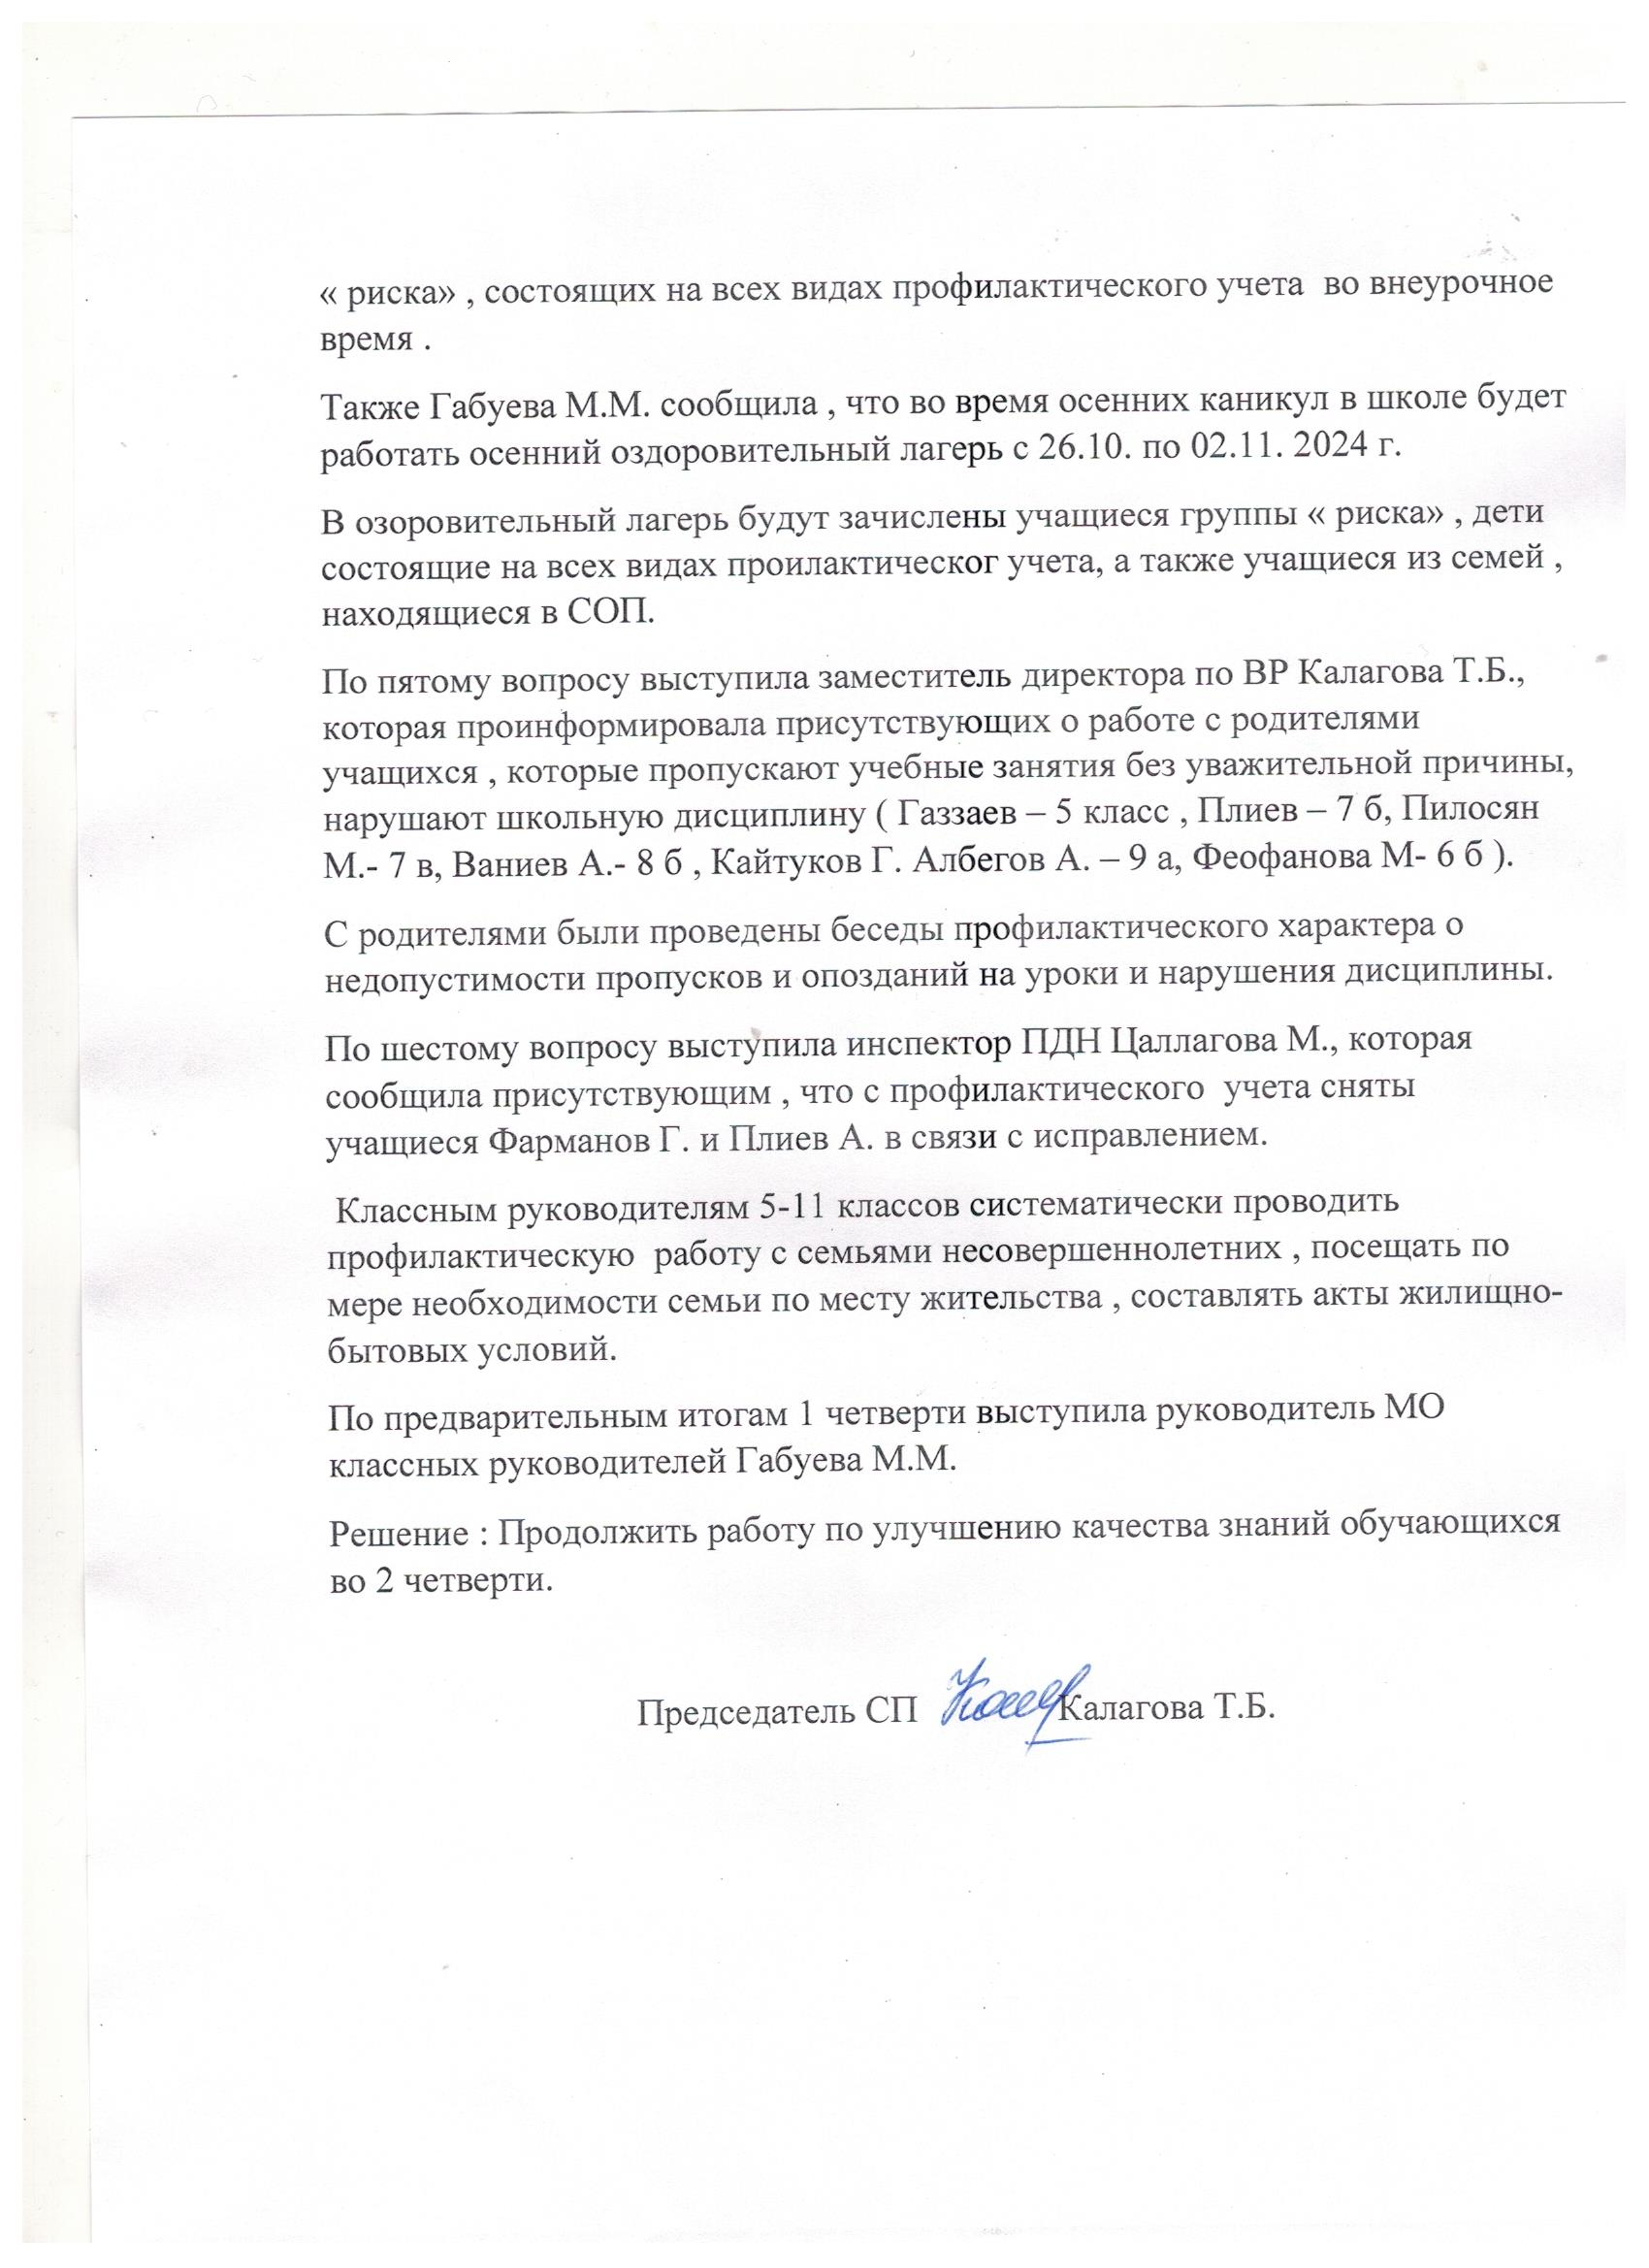 « риска» , состоящих на всех видах профилактического учета  во внеурочное
время .
Также Габуева М.М. сообщила , что во время осенних каникул в школе будет
работать осенний оздоровительный лагерь с 26.10. по 02.11. 2024 г.
В озоровительный лагерь будут зачислены учащиеся группы « риска» , дети
состоящие на всех видах проилактическог учета, а также учащиеся из семей ,
находящиеся в СОП.
По пятому вопросу выступила заместитель директора по ВР Калагова Т.Б.,
которая проинформировала присутствующих о работе с родителями
учащихся , которые пропускают учебные занятия без уважительной причины,
нарушают школьную дисциплину ( Газзаев – 5 класс , Плиев – 7 б, Пилосян
М.- 7 в, Ваниев А.- 8 б , Кайтуков Г. Албегов А. – 9 а, Феофанова М- 6 б ).
С родителями были проведены беседы профилактического характера о
недопустимости пропусков и опозданий на уроки и нарушения дисциплины.
По шестому вопросу выступила инспектор ПДН Цаллагова М., которая
сообщила присутствующим , что с профилактического  учета сняты
учащиеся Фарманов Г. и Плиев А. в связи с исправлением.
Классным руководителям 5-11 классов систематически проводить
профилактическую  работу с семьями несовершеннолетних , посещать по
мере необходимости семьи по месту жительства , составлять акты жилищно-
бытовых условий.
По предварительным итогам 1 четверти выступила руководитель МО
классных руководителей Габуева М.М.
Решение : Продолжить работу по улучшению качества знаний обучающихся
во 2 четверти.
Председатель СП Калагова Т.Б.